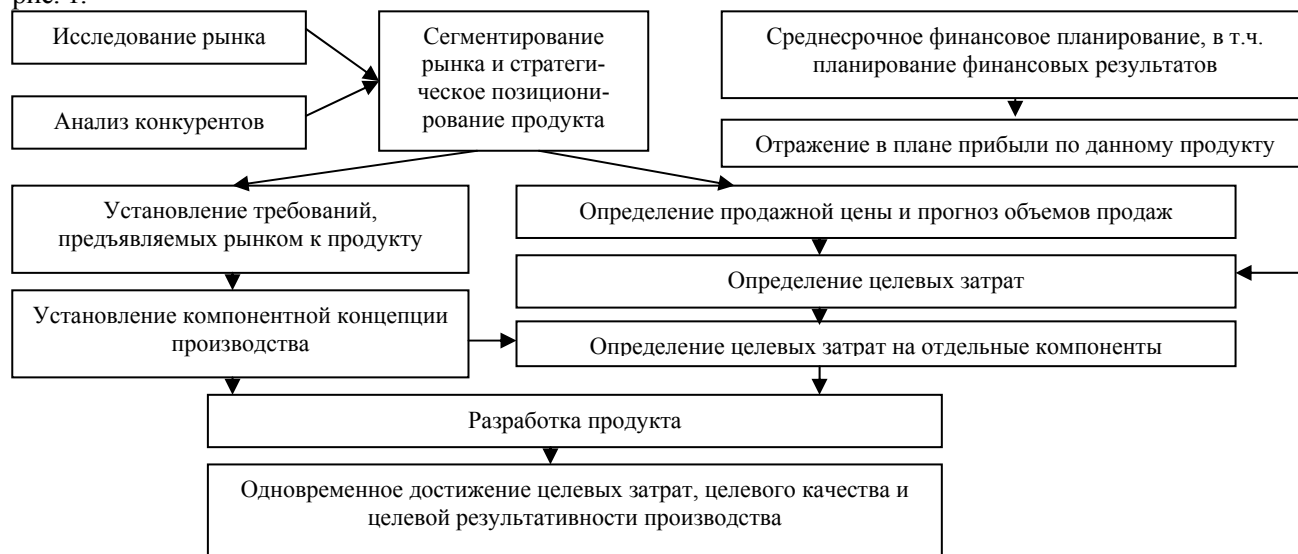 рис. 1.
Исследование рынка
Анализ конкурентов
Сегментирование
рынка и стратеги-
ческое позициони-
рование продукта
Среднесрочное финансовое планирование, в т.ч.
планирование финансовых результатов
Отражение в плане прибыли по данному продукту
Установление требований,
предъявляемых рынком к продукту
Определение продажной цены и прогноз объемов продаж
Определение целевых затрат
Установление компонентной концепции
производства
Определение целевых затрат на отдельные компоненты
Разработка продукта
Одновременное достижение целевых затрат, целевого качества и
целевой результативности производства